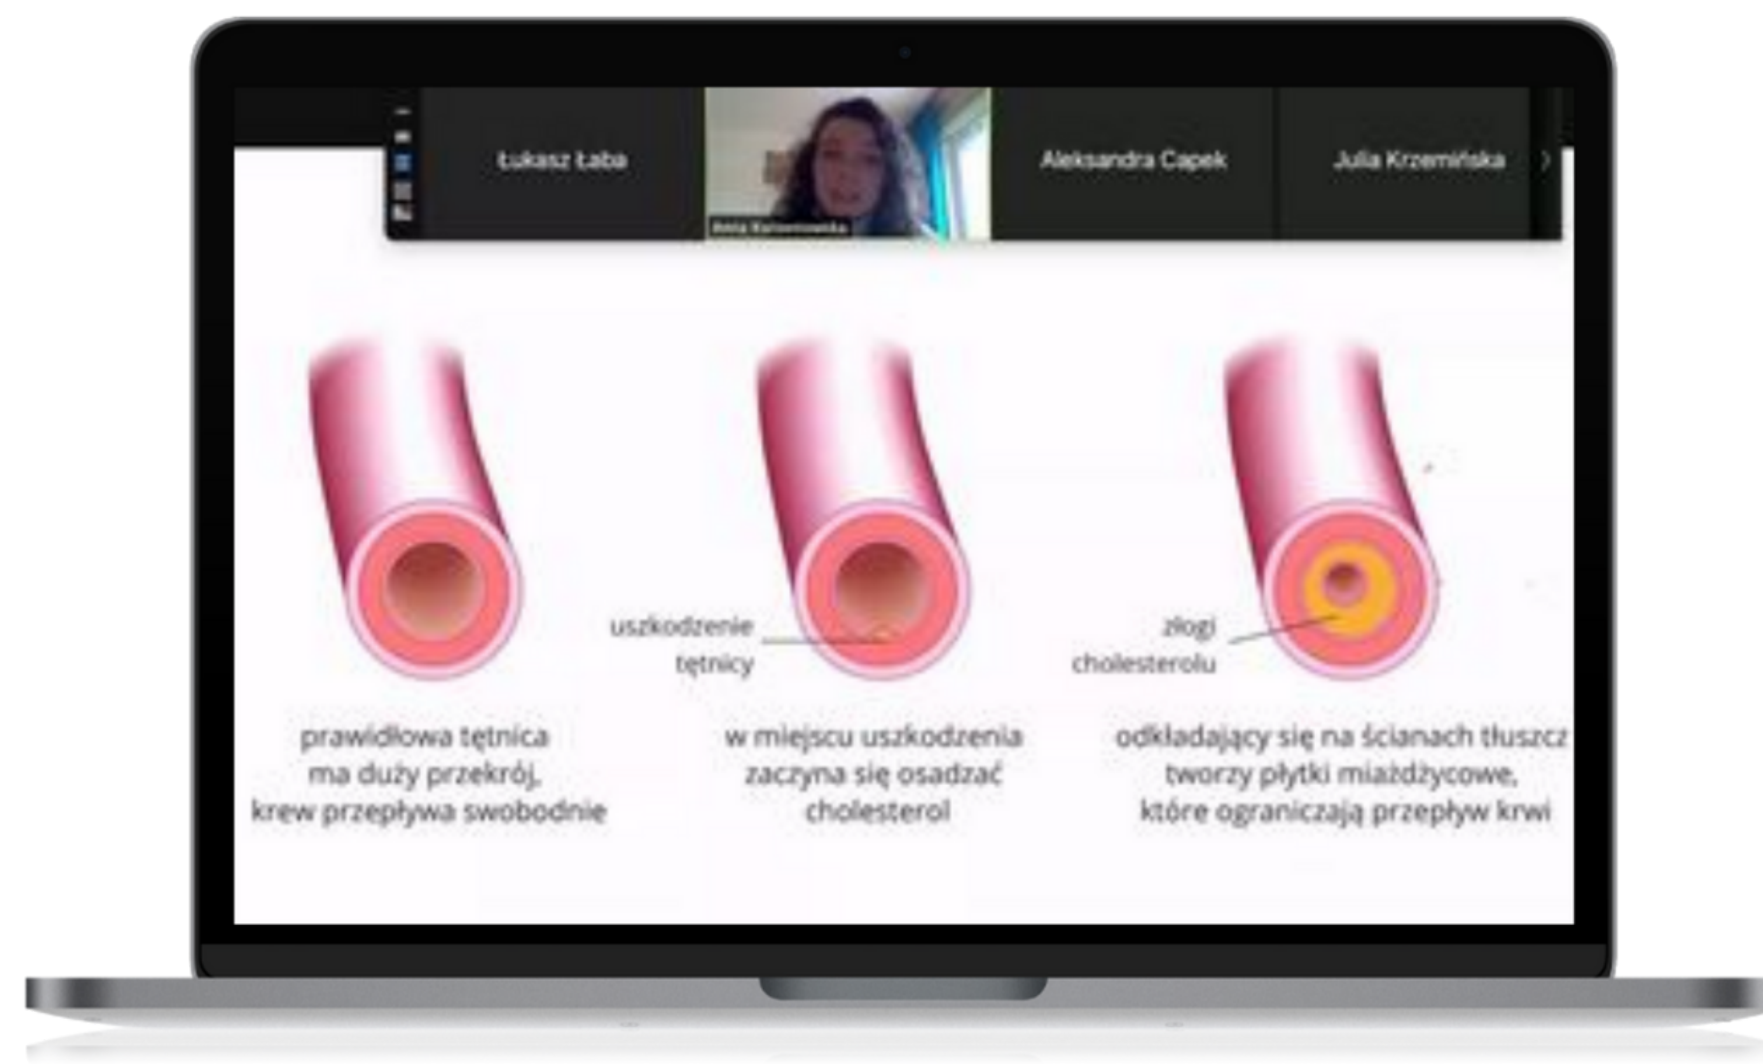 Łukasz Łaba
Aleksandra Capek
Julia Krzemińska
uszkodzenie
tętnicy
złogi
cholesterolu
prawidłowa tętnica
ma duży przekrój,
krew przepływa swobodnie
w miejscu uszkodzenia
zaczyna się osadzać
cholesterol
odkładający się na ścianach tłuszcz
tworzy płytki miażdżycowe,
które ograniczają przepływ krwi